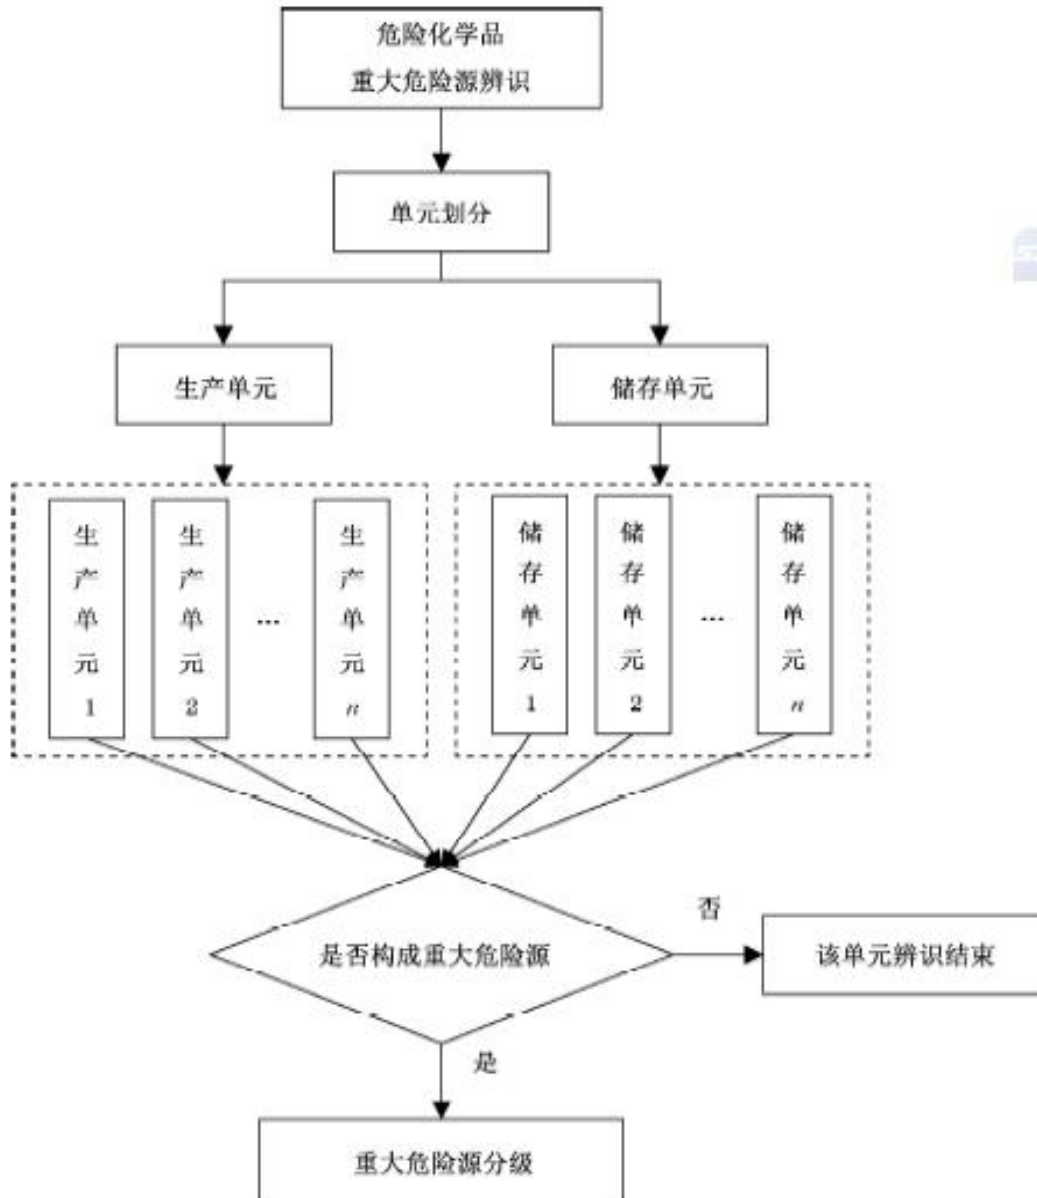 危险化学品
重大危险源辨识
单元划分
生产单元
储存单元
生产单元1
生产单元2
...
生产单元n
储存单元1
储存单元2
...
储存单元n
是否构成重大危险源
否
该单元辨识结束
是
重大危险源分级